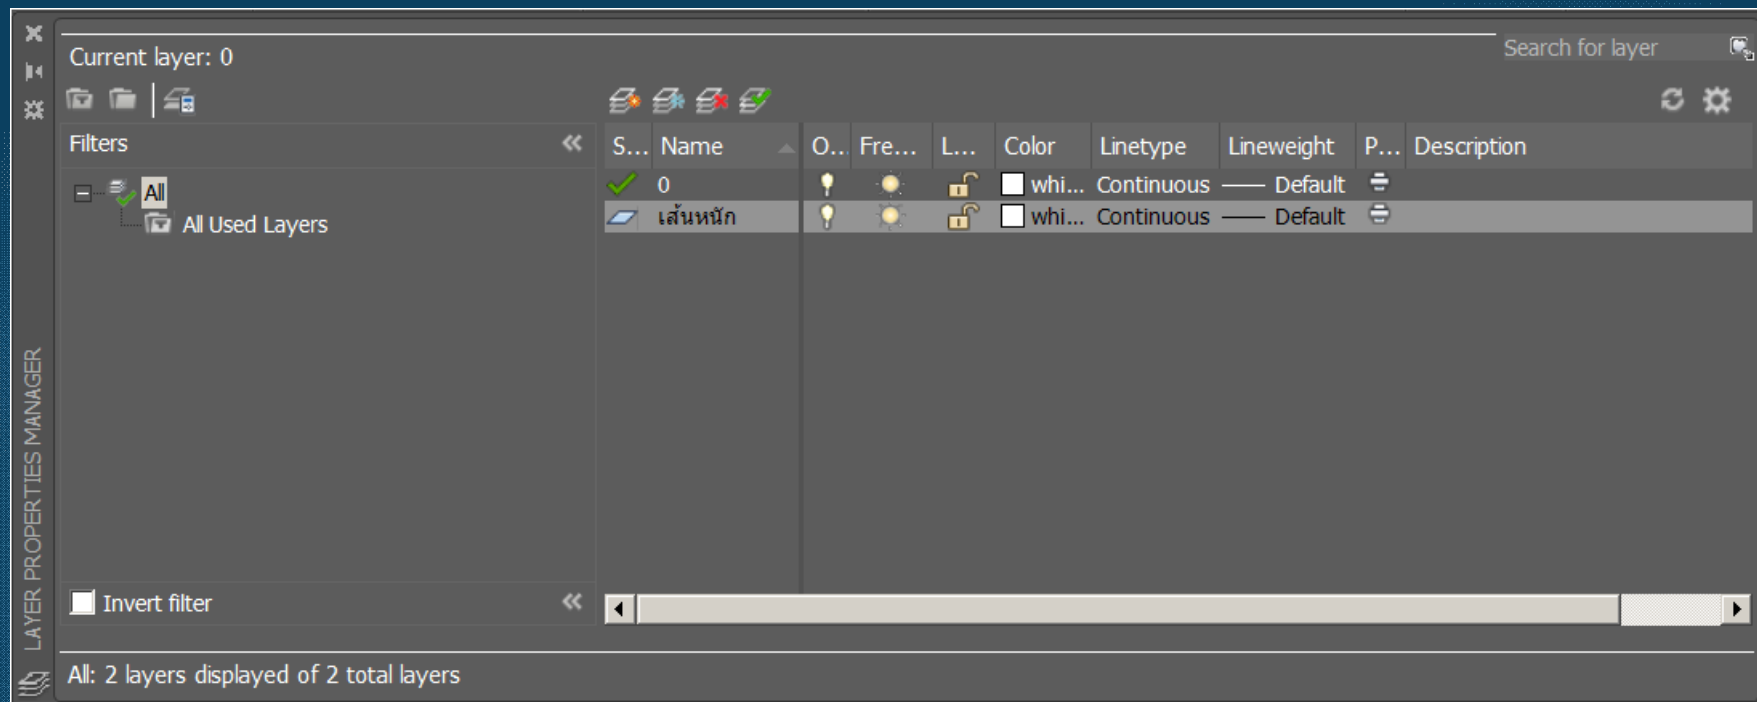 Current layer: 0
Search for layer
Filters
S... Name O... Fre... L... Color Linetype Lineweight P... Description
All
0 whi... Continuous Default
All Used Layers
เส้นหนัก whi... Continuous Default
Invert filter
LAYER PROPERTIES MANAGER
All: 2 layers displayed of 2 total layers